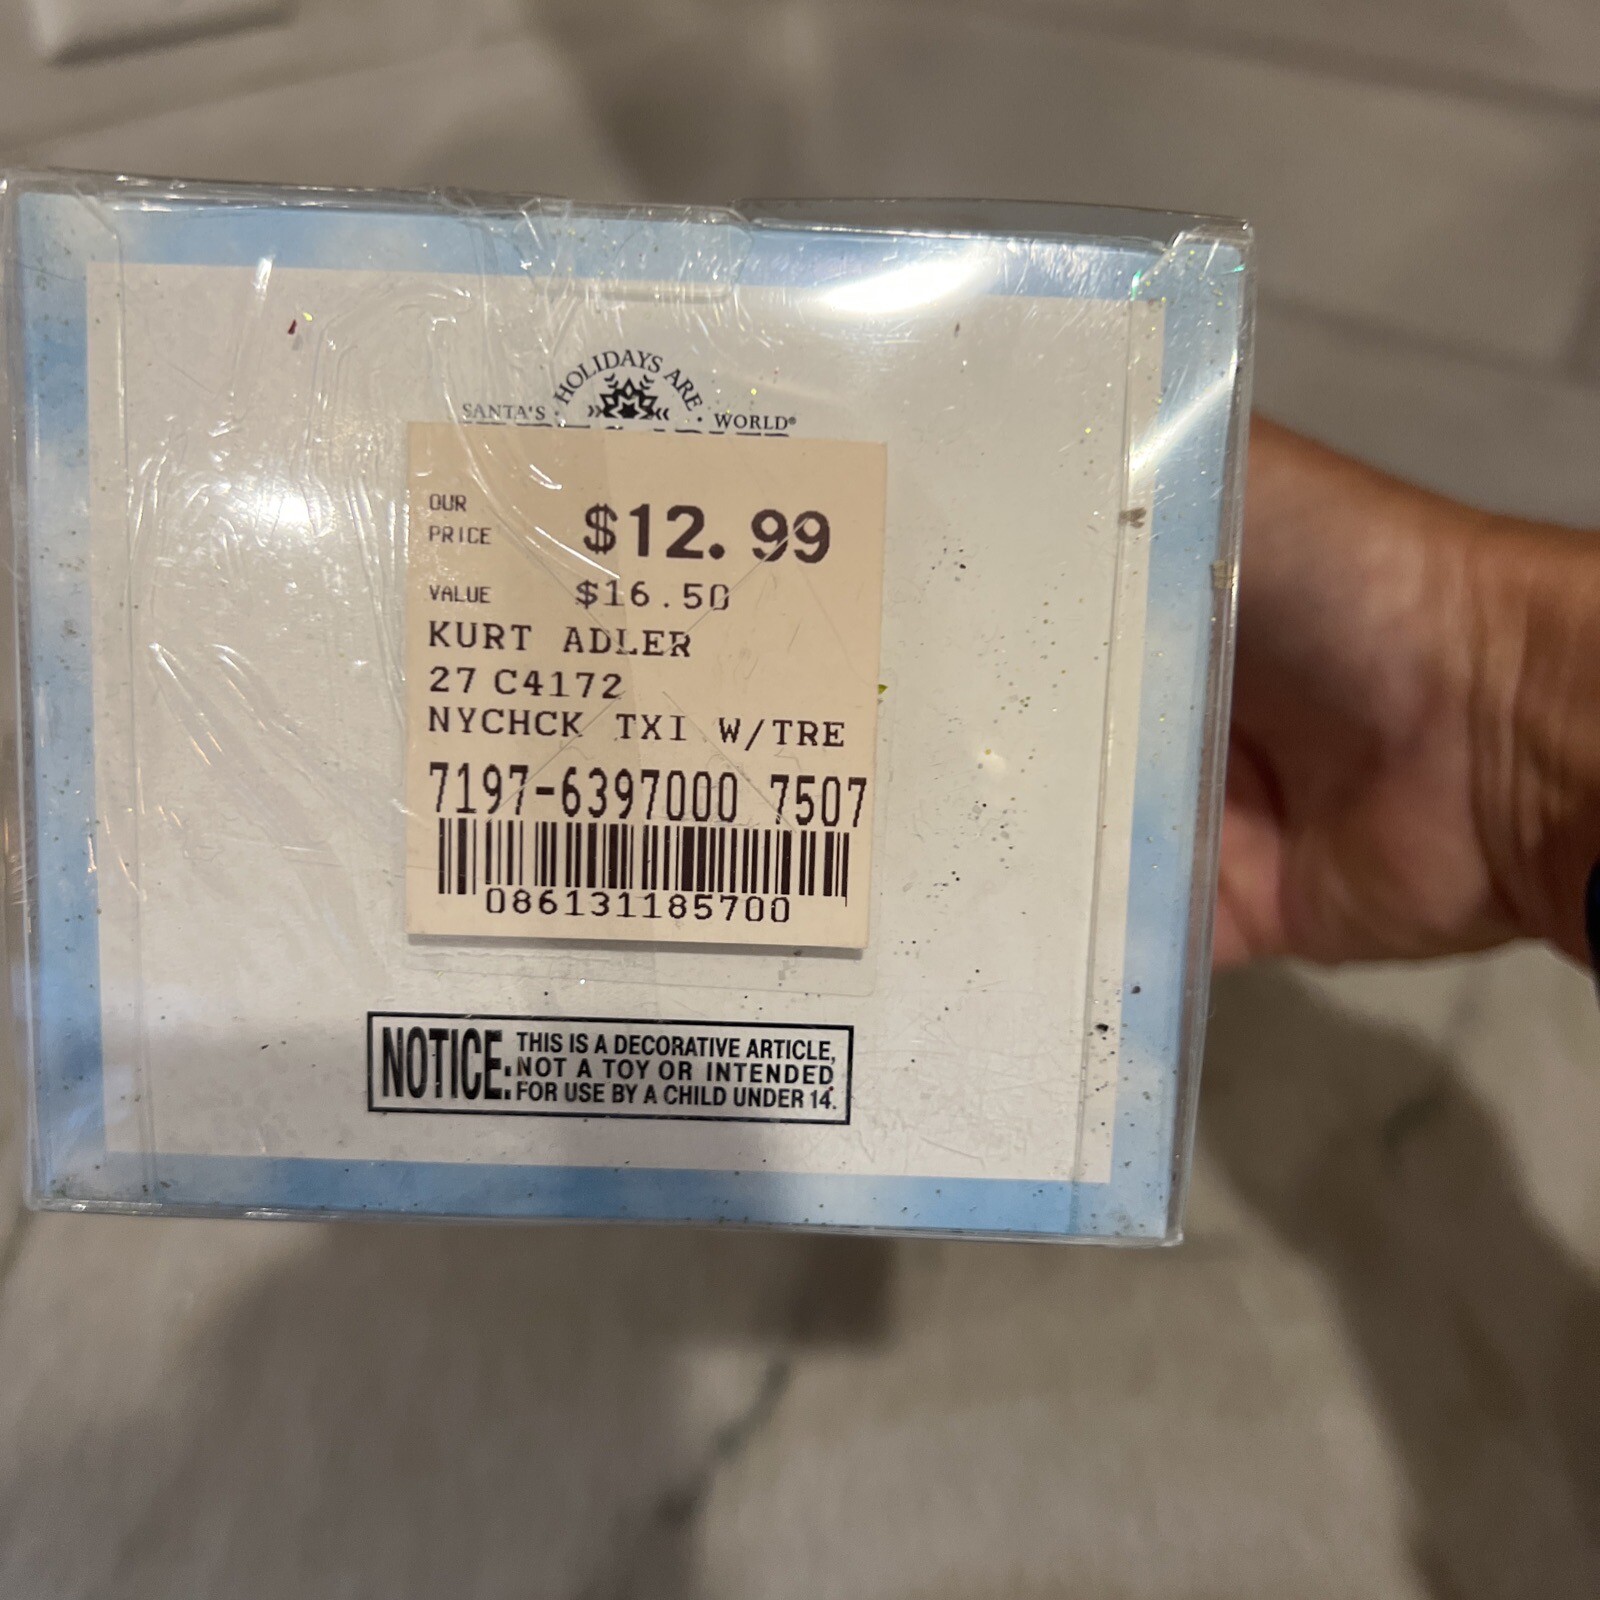 HOLIDAYS ARE
SANTA'S · · WORLD®
OUR
PRICE $12.99
VALUE $16.50
KURT ADLER
27 C4172
NYCHCK TXI W/TRE
7197-6397000 7507
086131185700
NOTICE: THIS IS A DECORATIVE ARTICLE,
NOT A TOY OR INTENDED
FOR USE BY A CHILD UNDER 14.